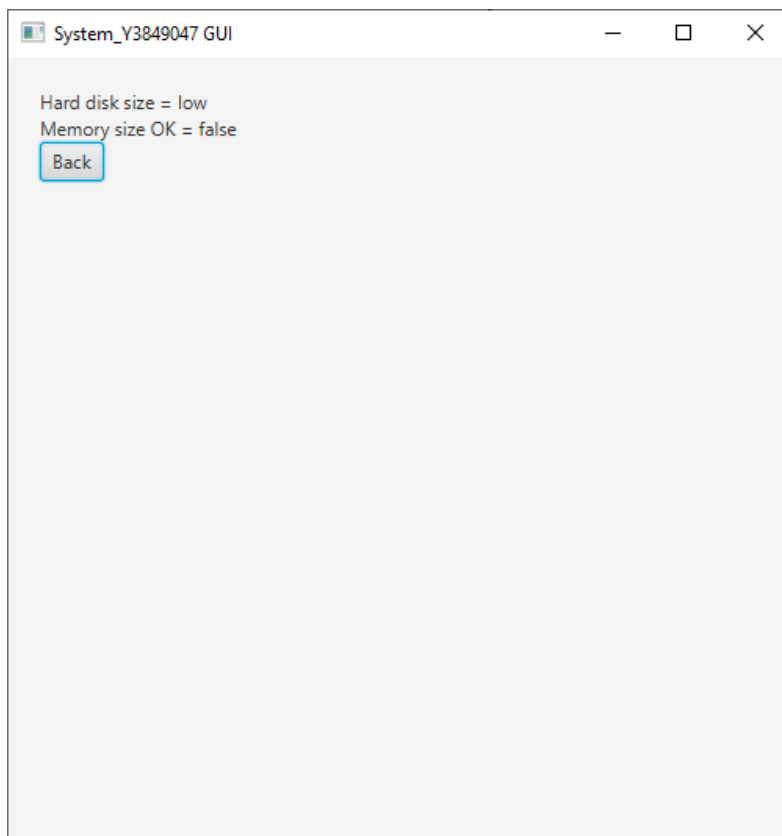 System_Y3849047 GUI
Hard disk size = low
Memory size OK = false
Back